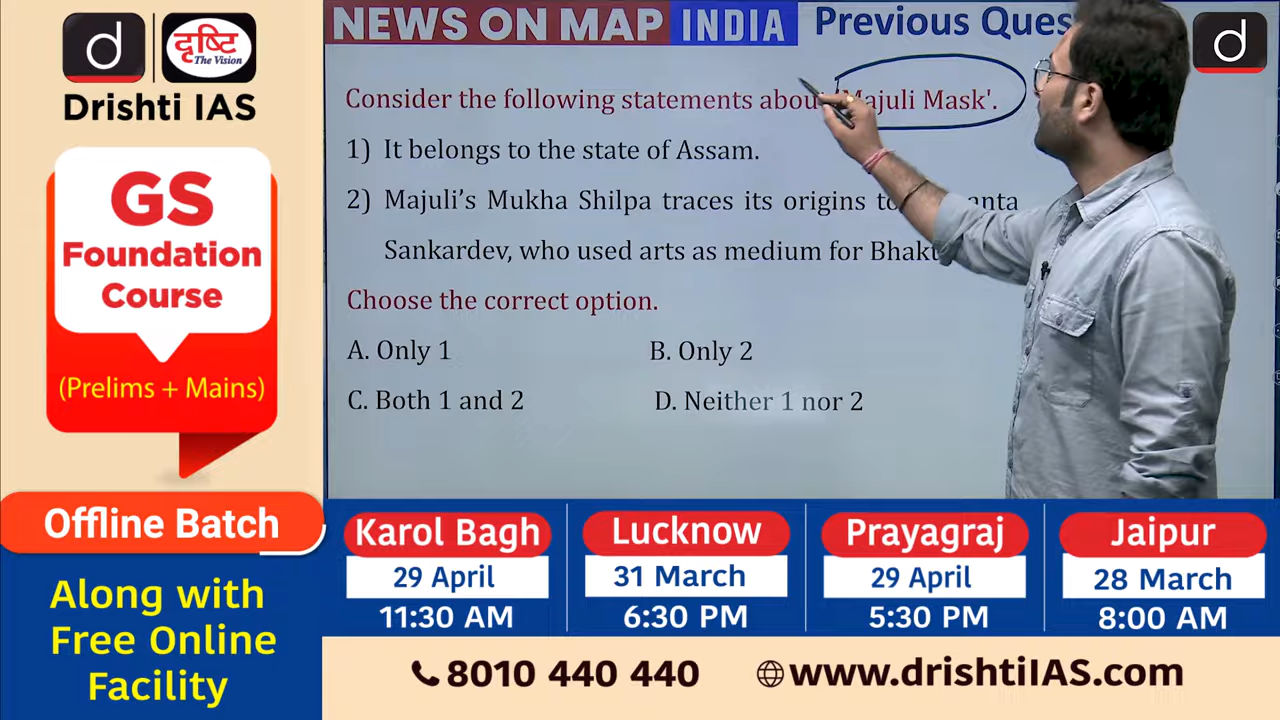 NEWS ON MAP INDIA Previous Ques
d दृष्टि The Vision
d
Drishti IAS
Consider the following statements about 'Majuli Mask'.
1) It belongs to the state of Assam.
2) Majuli's Mukha Shilpa traces its origins to
Sankardev, who used arts as medium for
Choose the correct option.
A. Only 1 B. Only 2
C. Both 1 and 2 D. Neither 1 nor 2
GS
Foundation
Course
(Prelims + Mains)
Offline Batch
Along with
Free Online
Facility
Karol Bagh
29 April
11:30 AM
Lucknow
31 March
6:30 PM
Prayagraj
29 April
5:30 PM
Jaipur
28 March
8:00 AM
8010 440 440 www.drishtiIAS.com